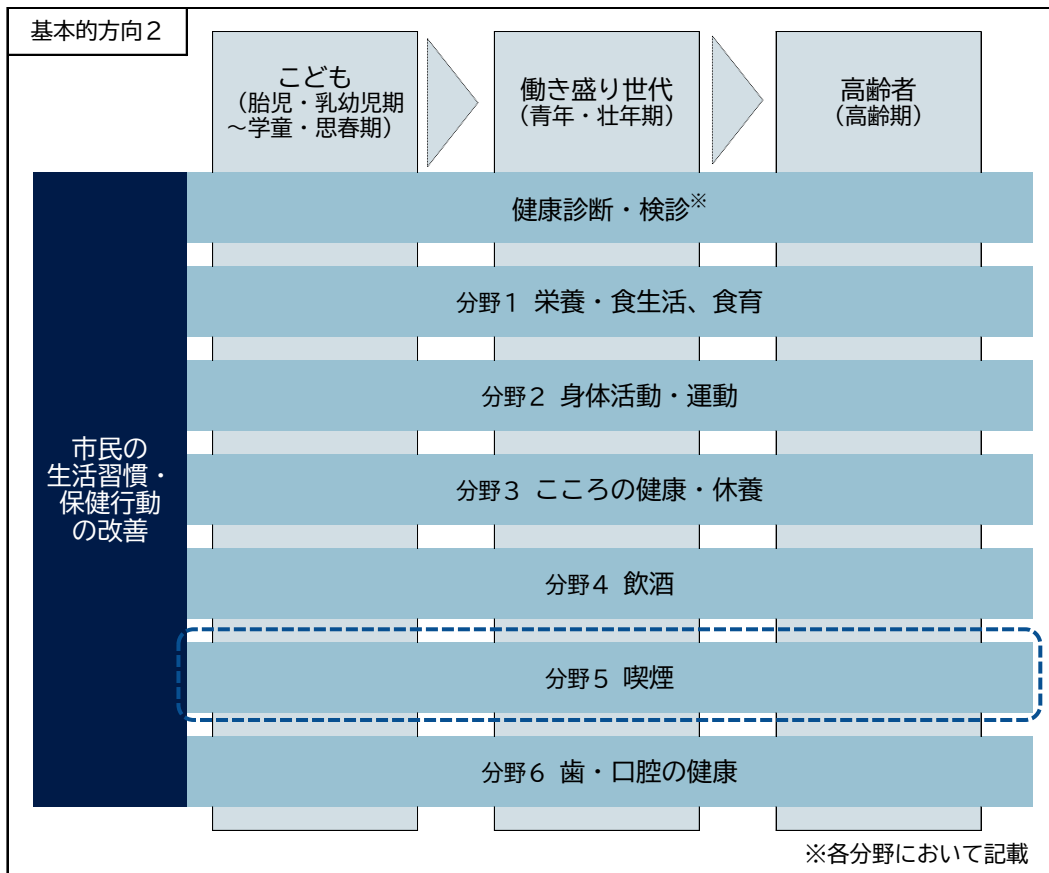 基本的方向２
こども
（胎児・乳幼児期
～学童・思春期）
働き盛り世代
（青年・壮年期）
高齢者
（高齢期）
市民の
生活習慣・
保健行動
の改善
健康診断・検診※
分野１ 栄養・食生活、食育
分野２ 身体活動・運動
分野３ こころの健康・休養
分野４ 飲酒
分野５ 喫煙
分野６ 歯・口腔の健康
※各分野において記載